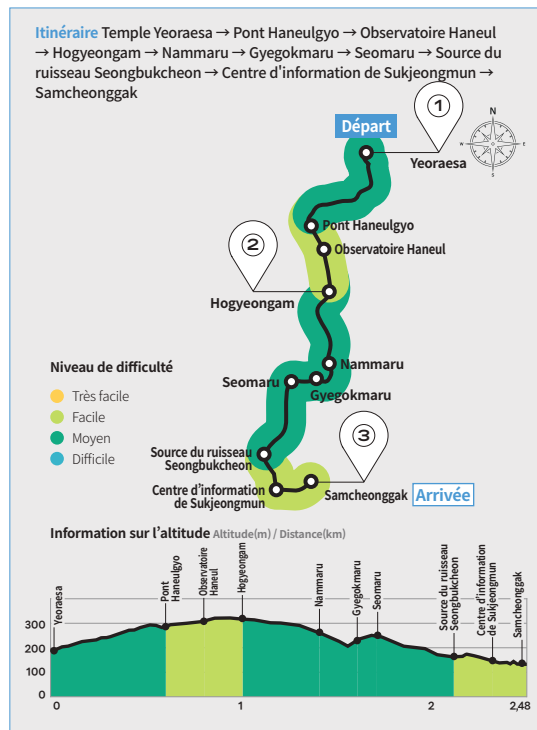 Itinéraire Temple Yeoraesa → Pont Haneulgyo → Observatoire Haneul
→ Hogyeongam → Nammaru → Gyegokmaru → Seomaru → Source du
ruisseau Seongbukcheon → Centre d'information de Sukjeongmun →
Samcheonggak
Départ
1
Yeoraesa
N
W
E
S
Pont Haneulgyo
Observatoire Haneul
2
Hogyeongam
Nammaru
Seomaru
Gyegokmaru
Niveau de difficulté
Très facile
Facile
Moyen
Difficile
3
Source du ruisseau
Seongbukcheon
Centre d'information
de Sukjeongmun
Samcheonggak
Arrivée
Information sur l'altitude Altitude(m) / Distance(km)
Yeoraesa
Pont
Haneulgyo
Observatoire
Haneul
Hogyeongam
Nammaru
Gyegokmaru
Seomaru
Source du ruisseau
Seongbukcheon
Centre d'information
de Sukjeongmun
Samcheonggak
300
200
100
0
0
1
2
2,48